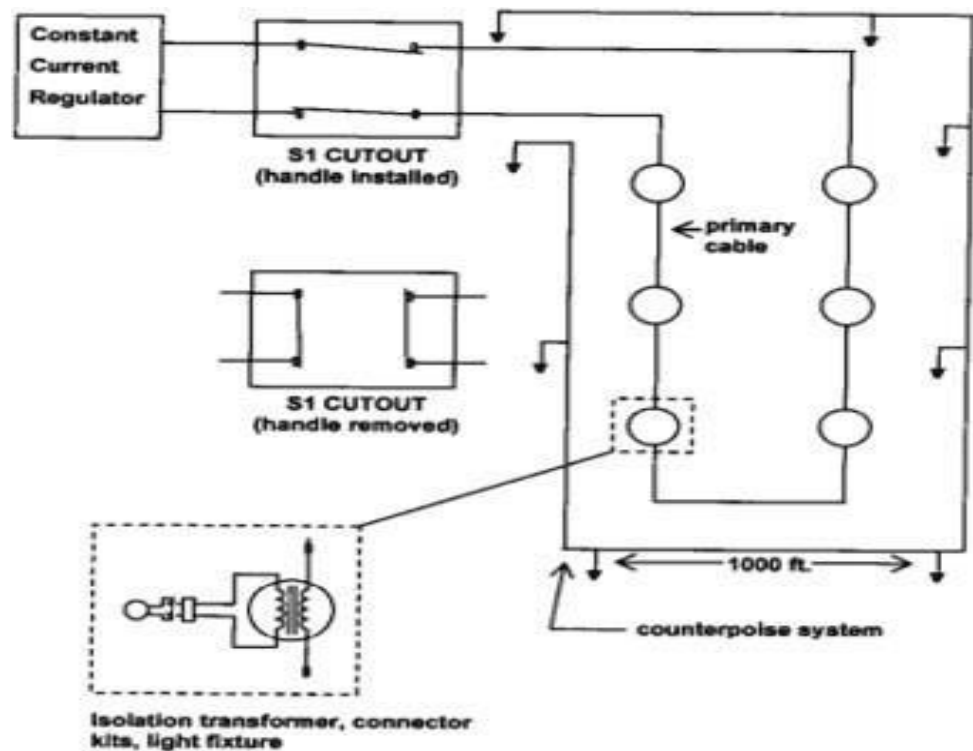 Constant
Current
Regulator
S1 CUTOUT
(handle installed)
primary
cable
S1 CUTOUT
(handle removed)
1000 ft.
counterpoise system
Isolation transformer, connector
kits, light fixture